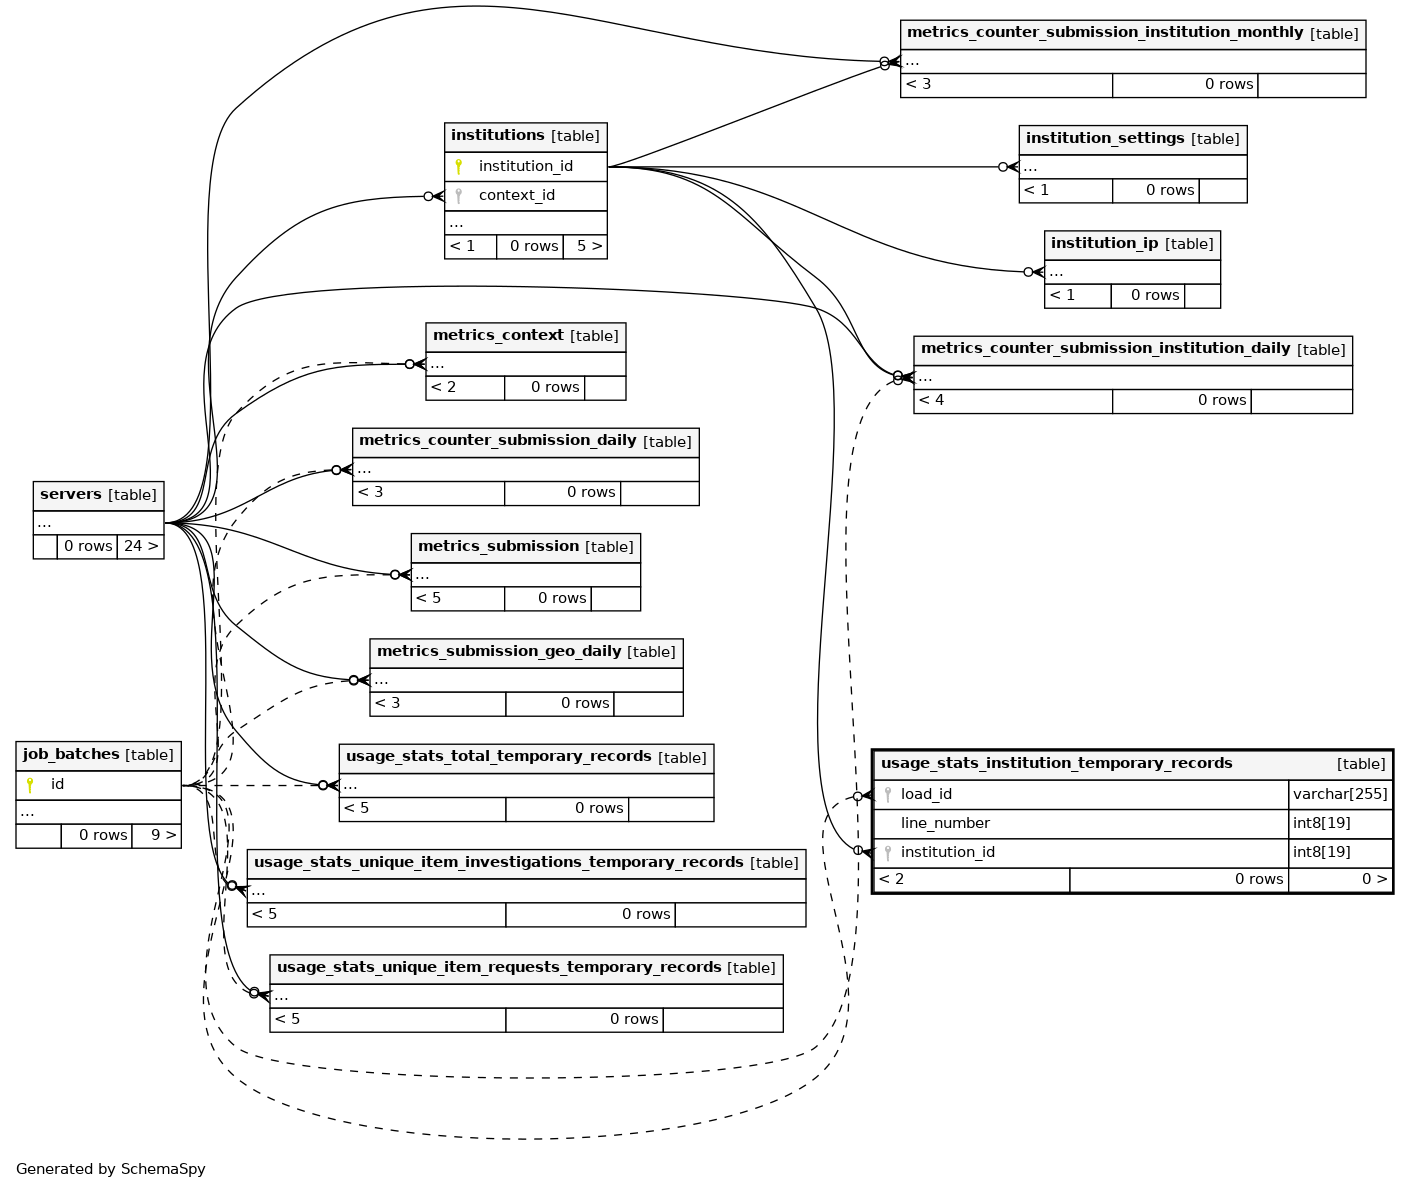 metrics_counter_submission_institution_monthly [table]
...
< 3 0 rows
institutions [table]
institution_id
context_id
...
< 1 0 rows 5 >
institution_settings [table]
...
< 1 0 rows
institution_ip [table]
...
< 1 0 rows
metrics_context [table]
...
< 2 0 rows
metrics_counter_submission_institution_daily [table]
...
< 4 0 rows
metrics_counter_submission_daily [table]
...
< 3 0 rows
servers [table]
...
0 rows 24 >
metrics_submission [table]
...
< 5 0 rows
metrics_submission_geo_daily [table]
...
< 3 0 rows
job_batches [table]
id
...
0 rows 9 >
usage_stats_total_temporary_records [table]
...
< 5 0 rows
usage_stats_institution_temporary_records [table]
load_id varchar[255]
line_number int8[19]
institution_id int8[19]
< 2 0 rows 0 >
usage_stats_unique_item_investigations_temporary_records [table]
...
< 5 0 rows
usage_stats_unique_item_requests_temporary_records [table]
...
< 5 0 rows
Generated by SchemaSpy